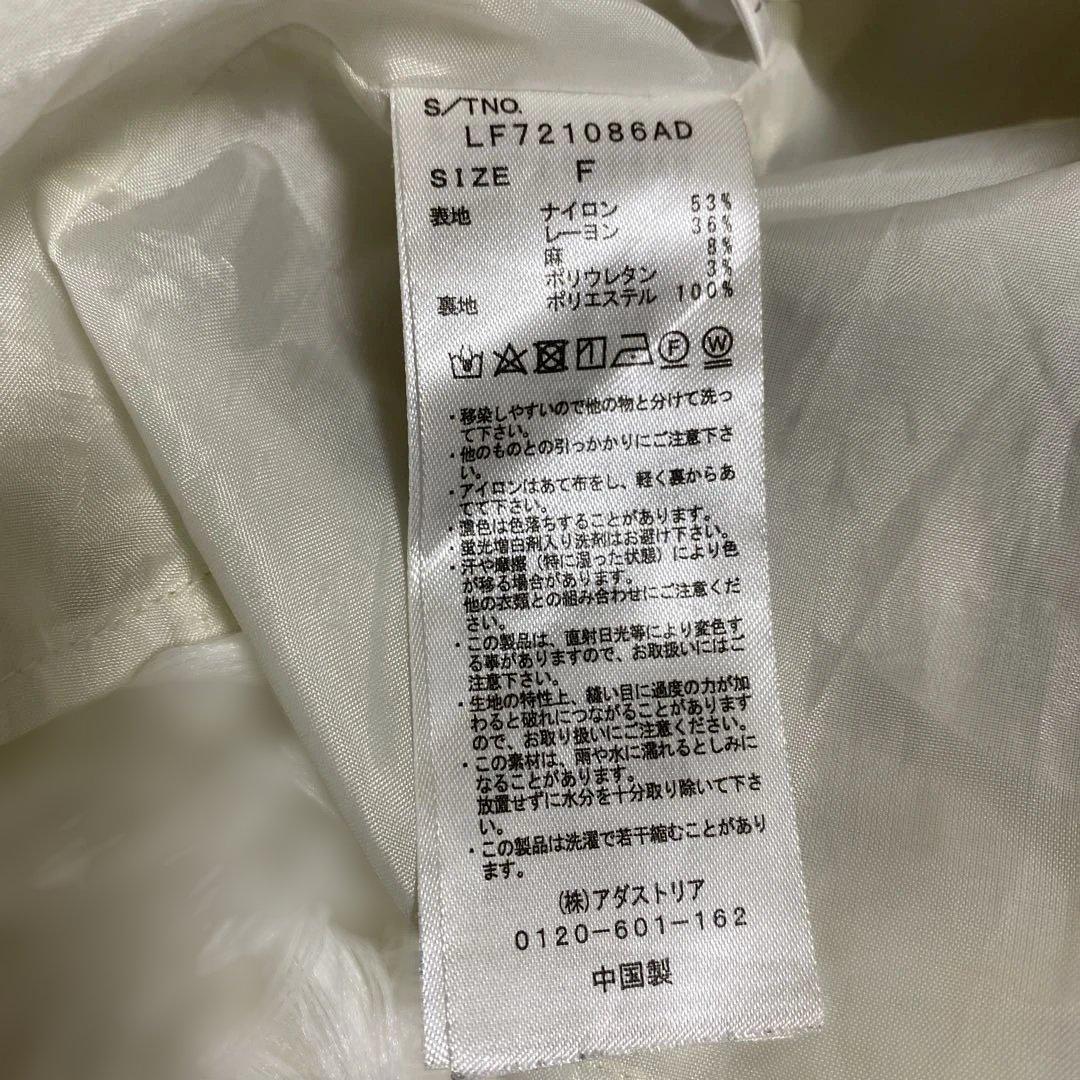 S/TNO.
LF721086AD
SIZE F
表地 ナイロン 53%
レーヨン 36%
麻 8%
ポリウレタン 3%
裏地 ポリエステル 100%
F W
・移染しやすいので他の物と分けて洗っ
て下さい。
・他のものとの引っかかりにご注意下さ
い。
・アイロンはあて布をし、軽く裏からあ
てて下さい。
・濃色は色落ちすることがあります。
・蛍光増白剤入り洗剤はお避け下さい。
・汗や摩擦（特に湿った状態）により色
が移る場合があります。
他の衣類との組み合わせにご注意くだ
さい。
・この製品は、直射日光等により変色す
る事がありますので、お取扱いにはご
注意下さい。
・生地の特性上、縫い目に過度の力が加
わると破れにつながることがあります
ので、お取り扱いにご注意ください。
・この素材は、雨や水に濡れるとしみに
なることがあります。
放置せずに水分を十分取り除いて下さ
い。
・この製品は洗濯で若干縮むことがあり
ます。
(株)アダストリア
0120-601-162
中国製